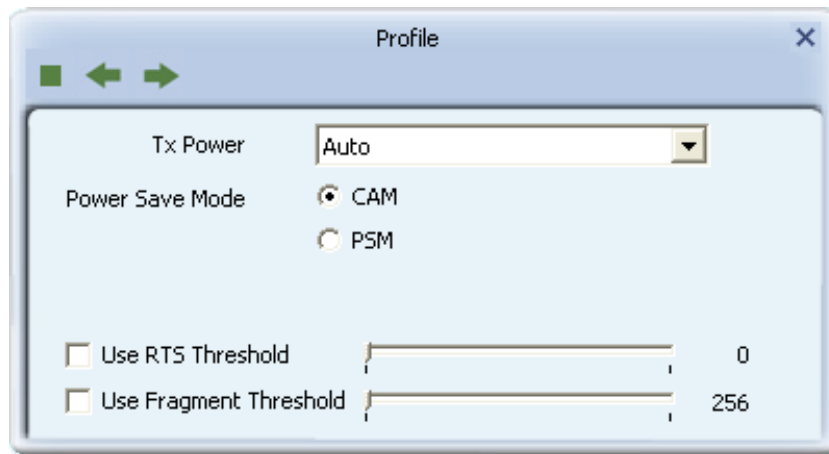 Profile
Tx Power Auto
Power Save Mode CAM
PSM
Use RTS Threshold 0
Use Fragment Threshold 256